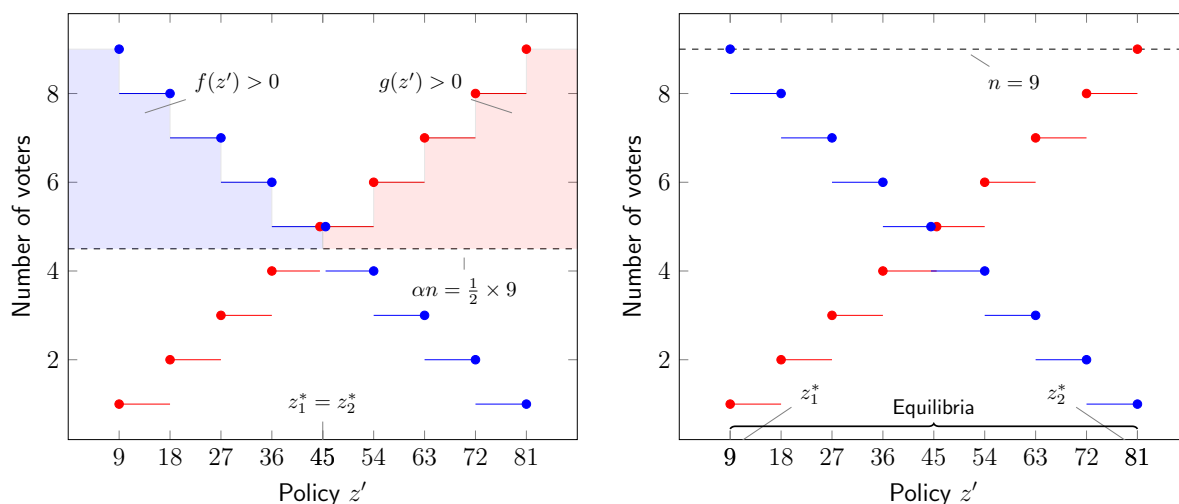 f(z′) > 0
g(z′) > 0
αn = 1/2 × 9
z₁* = z₂*
8
6
4
2
9 18 27 36 45 54 63 72 81
Number of voters
Policy z′
n = 9
z₁*
z₂*
Equilibria
8
6
4
2
9 18 27 36 45 54 63 72 81
Number of voters
Policy z′